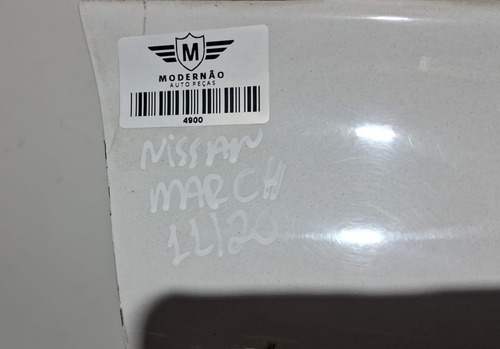 M
MODERNÃO
AUTO PEÇAS
4900
NISSAN
MARCH
11/20